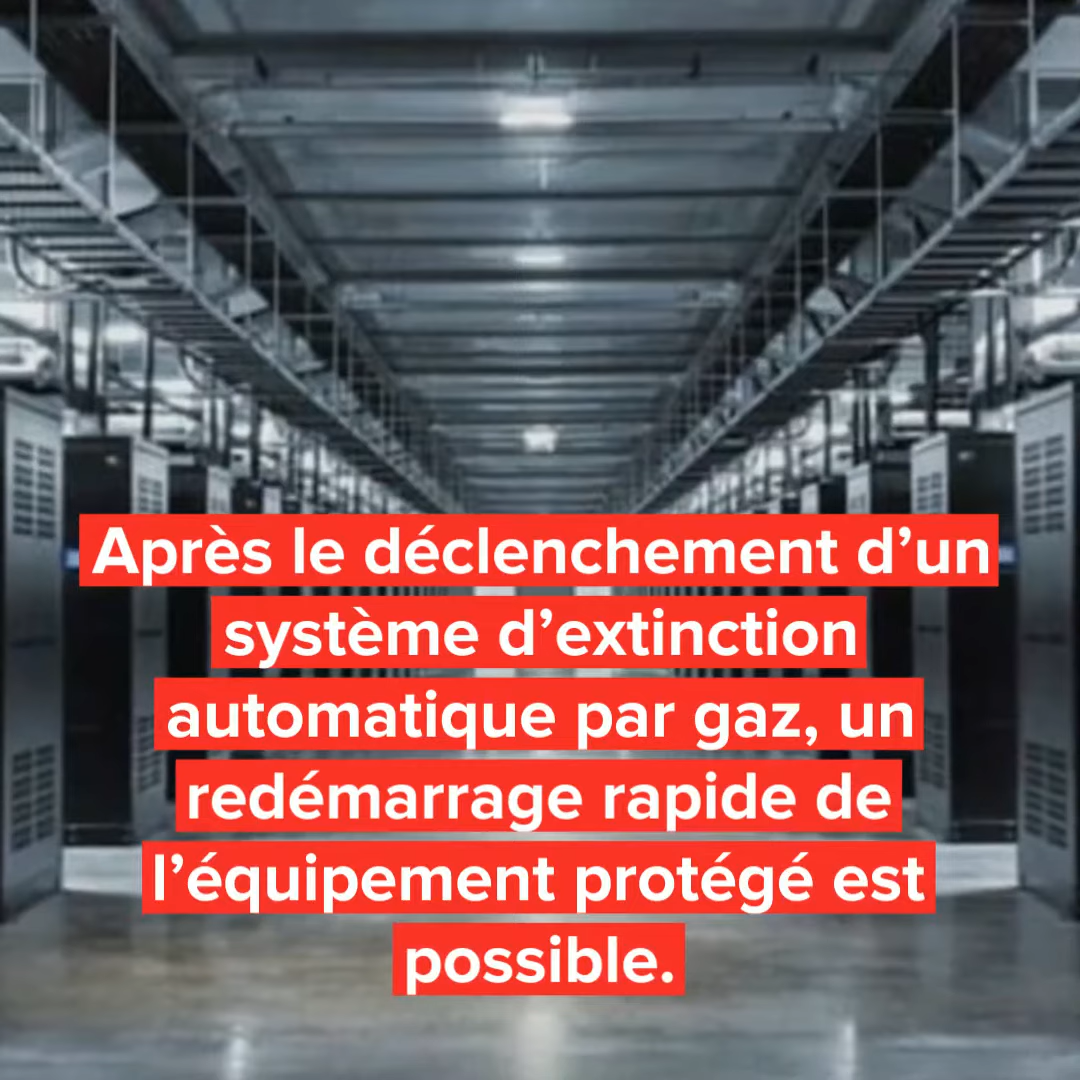 Après le déclenchement d’un
système d’extinction
automatique par gaz, un
redémarrage rapide de
l’équipement protégé est
possible.